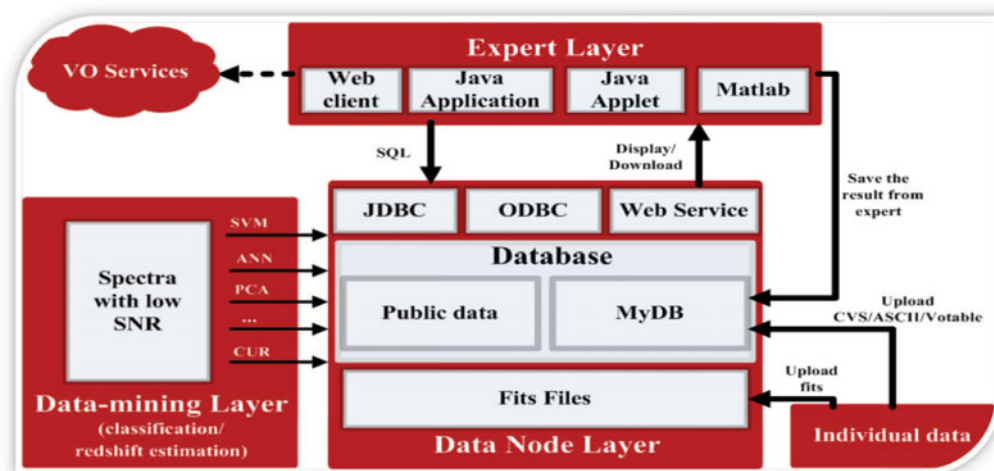 Expert Layer
VO Services
Web
client
Java
Application
Java
Applet
Matlab
SQL
Display/
Download
Save the
result from
expert
JDBC
ODBC
Web Service
SVM
ANN
PCA
...
CUR
Spectra
with low
SNR
Database
Public data
MyDB
Upload
CVS/ASCII/Votable
Upload
fits
Fits Files
Data-mining Layer
(classification/
redshift estimation)
Data Node Layer
Individual data